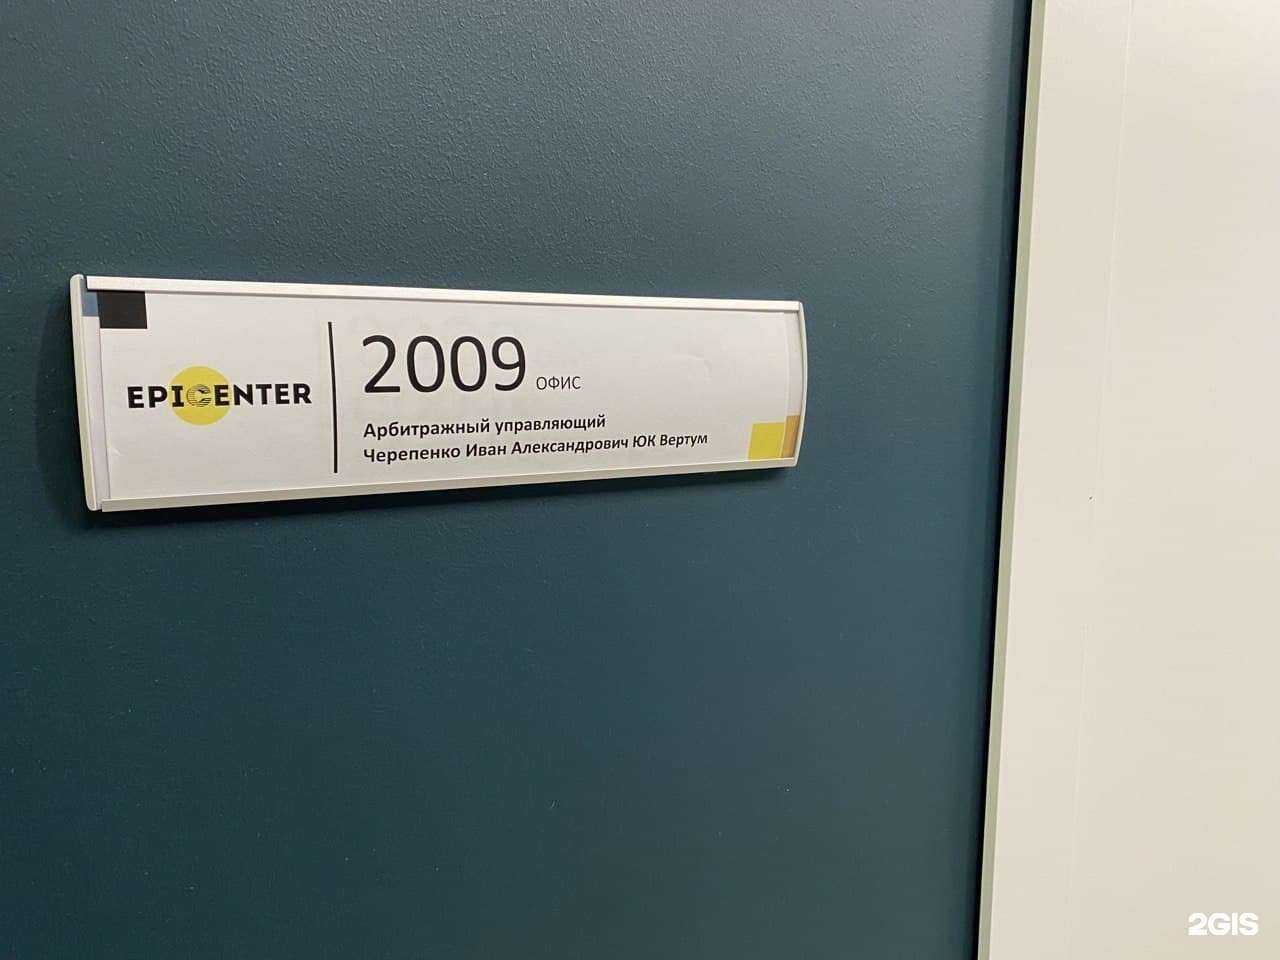 EPICENTER
2009 ОФИС
Арбитражный управляющий
Черепенко Иван Александрович ЮК Вертум
2GIS